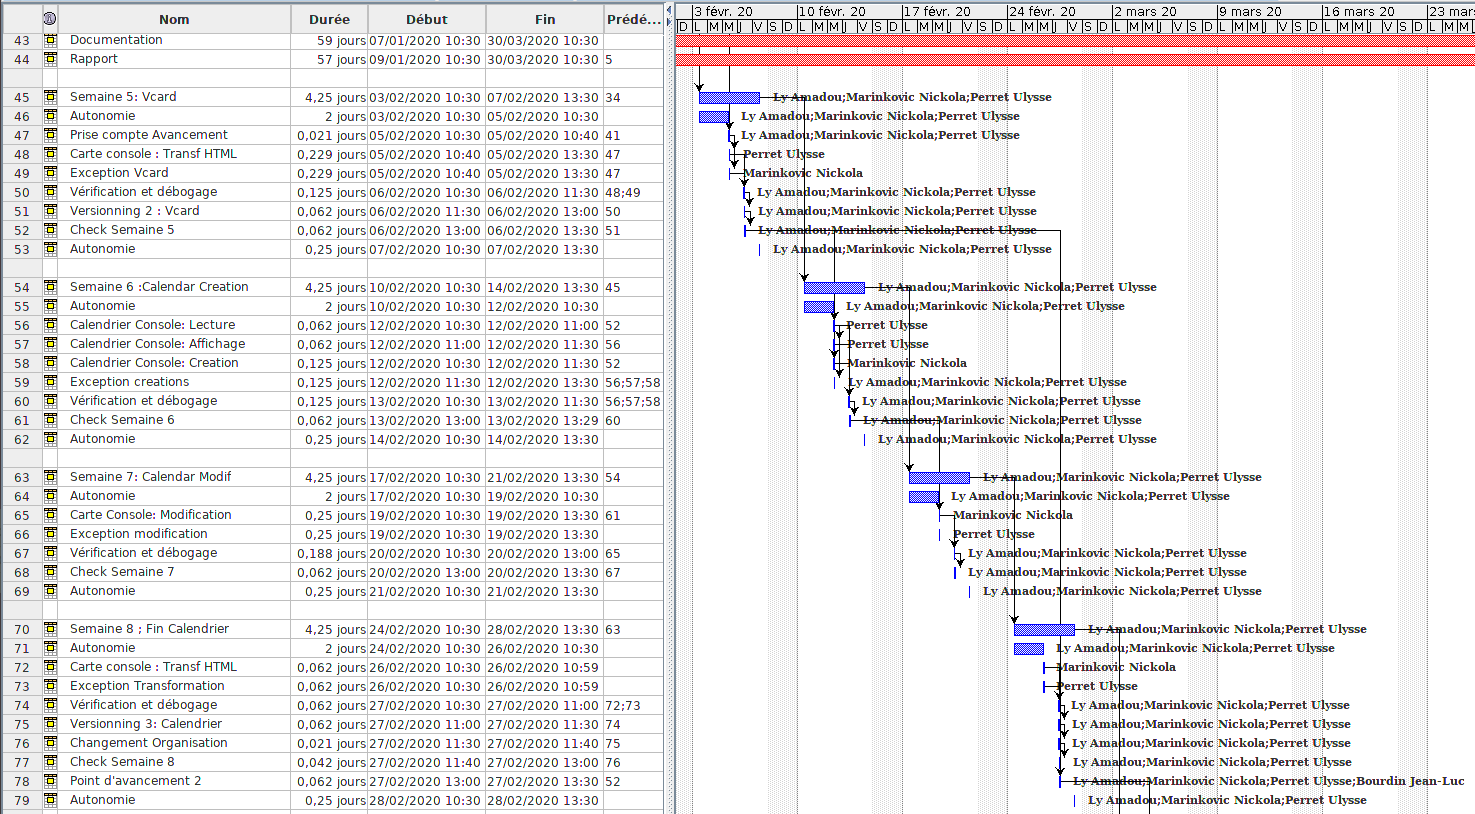 Nom Durée Début Fin Prédé... 3 févr. 20 10 févr. 20 17 févr. 20 24 févr. 20 2 mars 20 9 mars 20 16 mars 20 23 mars
D L M M J V S D L M M J V S D L M M J V S D L M M J V S D L M M J V S D L M M J V S D L M M J V S D L M M
43 Documentation 59 jours 07/01/2020 10:30 30/03/2020 10:30
44 Rapport 57 jours 09/01/2020 10:30 30/03/2020 10:30 5
45 Semaine 5: Vcard 4,25 jours 03/02/2020 10:30 07/02/2020 13:30 34 Ly Amadou;Marinkovic Nickola;Perret Ulysse
46 Autonomie 2 jours 03/02/2020 10:30 05/02/2020 10:30 Ly Amadou;Marinkovic Nickola;Perret Ulysse
47 Prise compte Avancement 0,021 jours 05/02/2020 10:30 05/02/2020 10:40 41 Ly Amadou;Marinkovic Nickola;Perret Ulysse
48 Carte console : Transf HTML 0,229 jours 05/02/2020 10:40 05/02/2020 13:30 47 Perret Ulysse
49 Exception Vcard 0,229 jours 05/02/2020 10:40 05/02/2020 13:30 47 Marinkovic Nickola
50 Vérification et débogage 0,125 jours 06/02/2020 10:30 06/02/2020 11:30 48;49 Ly Amadou;Marinkovic Nickola;Perret Ulysse
51 Versionning 2 : Vcard 0,062 jours 06/02/2020 11:30 06/02/2020 13:00 50 Ly Amadou;Marinkovic Nickola;Perret Ulysse
52 Check Semaine 5 0,062 jours 06/02/2020 13:00 06/02/2020 13:30 51 Ly Amadou;Marinkovic Nickola;Perret Ulysse
53 Autonomie 0,25 jours 07/02/2020 10:30 07/02/2020 13:30 Ly Amadou;Marinkovic Nickola;Perret Ulysse
54 Semaine 6 :Calendar Creation 4,25 jours 10/02/2020 10:30 14/02/2020 13:30 45 Ly Amadou;Marinkovic Nickola;Perret Ulysse
55 Autonomie 2 jours 10/02/2020 10:30 12/02/2020 10:30 Ly Amadou;Marinkovic Nickola;Perret Ulysse
56 Calendrier Console: Lecture 0,062 jours 12/02/2020 10:30 12/02/2020 11:00 52 Perret Ulysse
57 Calendrier Console: Affichage 0,062 jours 12/02/2020 11:00 12/02/2020 11:30 56 Perret Ulysse
58 Calendrier Console: Creation 0,125 jours 12/02/2020 10:30 12/02/2020 11:30 52 Marinkovic Nickola
59 Exception creations 0,125 jours 12/02/2020 11:30 12/02/2020 13:30 56;57;58 Ly Amadou;Marinkovic Nickola;Perret Ulysse
60 Vérification et débogage 0,125 jours 13/02/2020 10:30 13/02/2020 11:30 56;57;58 Ly Amadou;Marinkovic Nickola;Perret Ulysse
61 Check Semaine 6 0,062 jours 13/02/2020 13:00 13/02/2020 13:29 60 Ly Amadou;Marinkovic Nickola;Perret Ulysse
62 Autonomie 0,25 jours 14/02/2020 10:30 14/02/2020 13:30 Ly Amadou;Marinkovic Nickola;Perret Ulysse
63 Semaine 7: Calendar Modif 4,25 jours 17/02/2020 10:30 21/02/2020 13:30 54 Ly Amadou;Marinkovic Nickola;Perret Ulysse
64 Autonomie 2 jours 17/02/2020 10:30 19/02/2020 10:30 Ly Amadou;Marinkovic Nickola;Perret Ulysse
65 Carte Console: Modification 0,25 jours 19/02/2020 10:30 19/02/2020 13:30 61 Marinkovic Nickola
66 Exception modification 0,25 jours 19/02/2020 10:30 19/02/2020 13:30 Perret Ulysse
67 Vérification et débogage 0,188 jours 20/02/2020 10:30 20/02/2020 13:00 65 Ly Amadou;Marinkovic Nickola;Perret Ulysse
68 Check Semaine 7 0,062 jours 20/02/2020 13:00 20/02/2020 13:30 67 Ly Amadou;Marinkovic Nickola;Perret Ulysse
69 Autonomie 0,25 jours 21/02/2020 10:30 21/02/2020 13:30 Ly Amadou;Marinkovic Nickola;Perret Ulysse
70 Semaine 8 ; Fin Calendrier 4,25 jours 24/02/2020 10:30 28/02/2020 13:30 63 Ly Amadou;Marinkovic Nickola;Perret Ulysse
71 Autonomie 2 jours 24/02/2020 10:30 26/02/2020 10:30 Ly Amadou;Marinkovic Nickola;Perret Ulysse
72 Carte console : Transf HTML 0,062 jours 26/02/2020 10:30 26/02/2020 10:59 Marinkovic Nickola
73 Exception Transformation 0,062 jours 26/02/2020 10:30 26/02/2020 10:59 Perret Ulysse
74 Vérification et débogage 0,062 jours 27/02/2020 10:30 27/02/2020 11:00 72;73 Ly Amadou;Marinkovic Nickola;Perret Ulysse
75 Versionning 3: Calendrier 0,062 jours 27/02/2020 11:00 27/02/2020 11:30 74 Ly Amadou;Marinkovic Nickola;Perret Ulysse
76 Changement Organisation 0,021 jours 27/02/2020 11:30 27/02/2020 11:40 75 Ly Amadou;Marinkovic Nickola;Perret Ulysse
77 Check Semaine 8 0,042 jours 27/02/2020 11:40 27/02/2020 13:00 76 Ly Amadou;Marinkovic Nickola;Perret Ulysse
78 Point d'avancement 2 0,062 jours 27/02/2020 13:00 27/02/2020 13:30 52 Ly Amadou;Marinkovic Nickola;Perret Ulysse;Bourdin Jean-Luc
79 Autonomie 0,25 jours 28/02/2020 10:30 28/02/2020 13:30 Ly Amadou;Marinkovic Nickola;Perret Ulysse